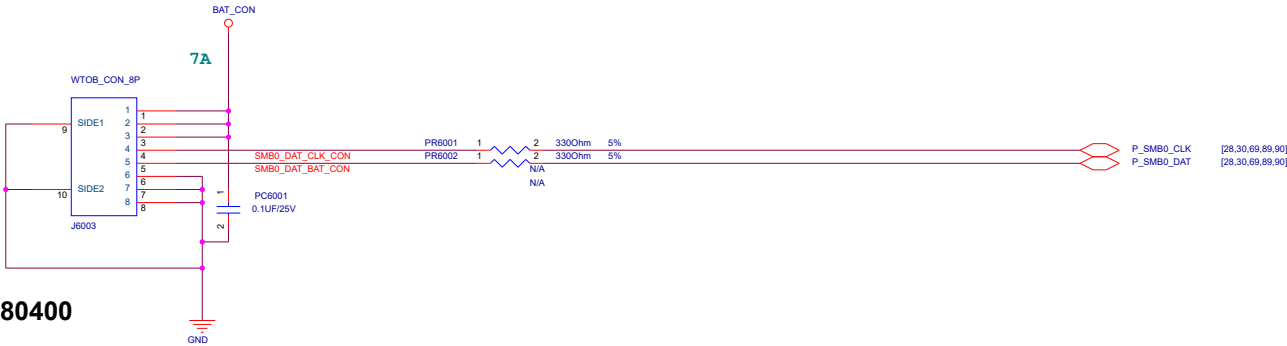 BAT_CON
7A
WTOB_CON_8P
1
1
SIDE1
2
9
2
3
3
PR6001 1 2 330Ohm 5%
4
P_SMB0_CLK [28,30,69,89,90]
4
SMB0_DAT_CLK_CON
PR6002 1 2 330Ohm 5%
5
P_SMB0_DAT [28,30,69,89,90]
5
SMB0_DAT_BAT_CON
N/A
6
6
N/A
SIDE2
7
10
7
1
PC6001
8
8
0.1UF/25V
J6003
2
80400
GND